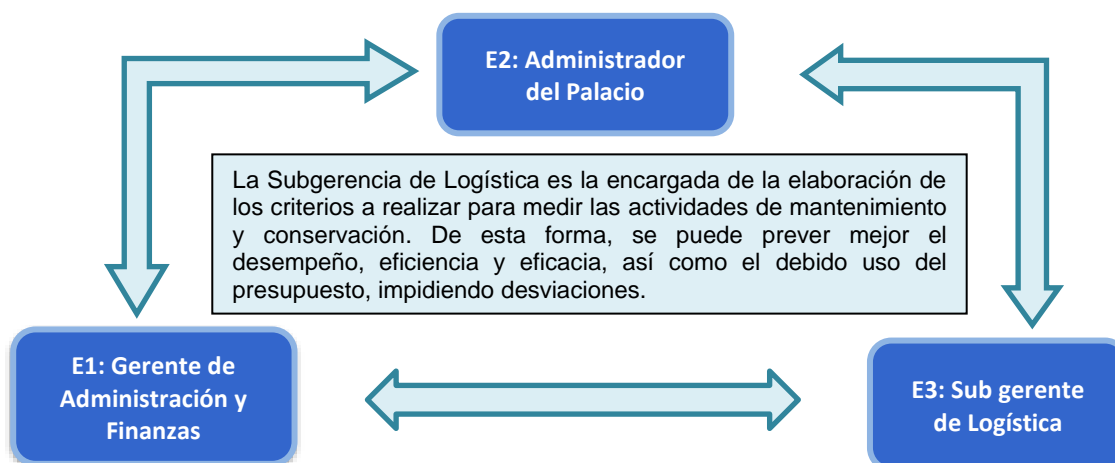 E2: Administrador
del Palacio
La Subgerencia de Logística es la encargada de la elaboración de
los criterios a realizar para medir las actividades de mantenimiento
y conservación. De esta forma, se puede prever mejor el
desempeño, eficiencia y eficacia, así como el debido uso del
presupuesto, impidiendo desviaciones.
E1: Gerente de
Administración y
Finanzas
E3: Sub gerente
de Logística